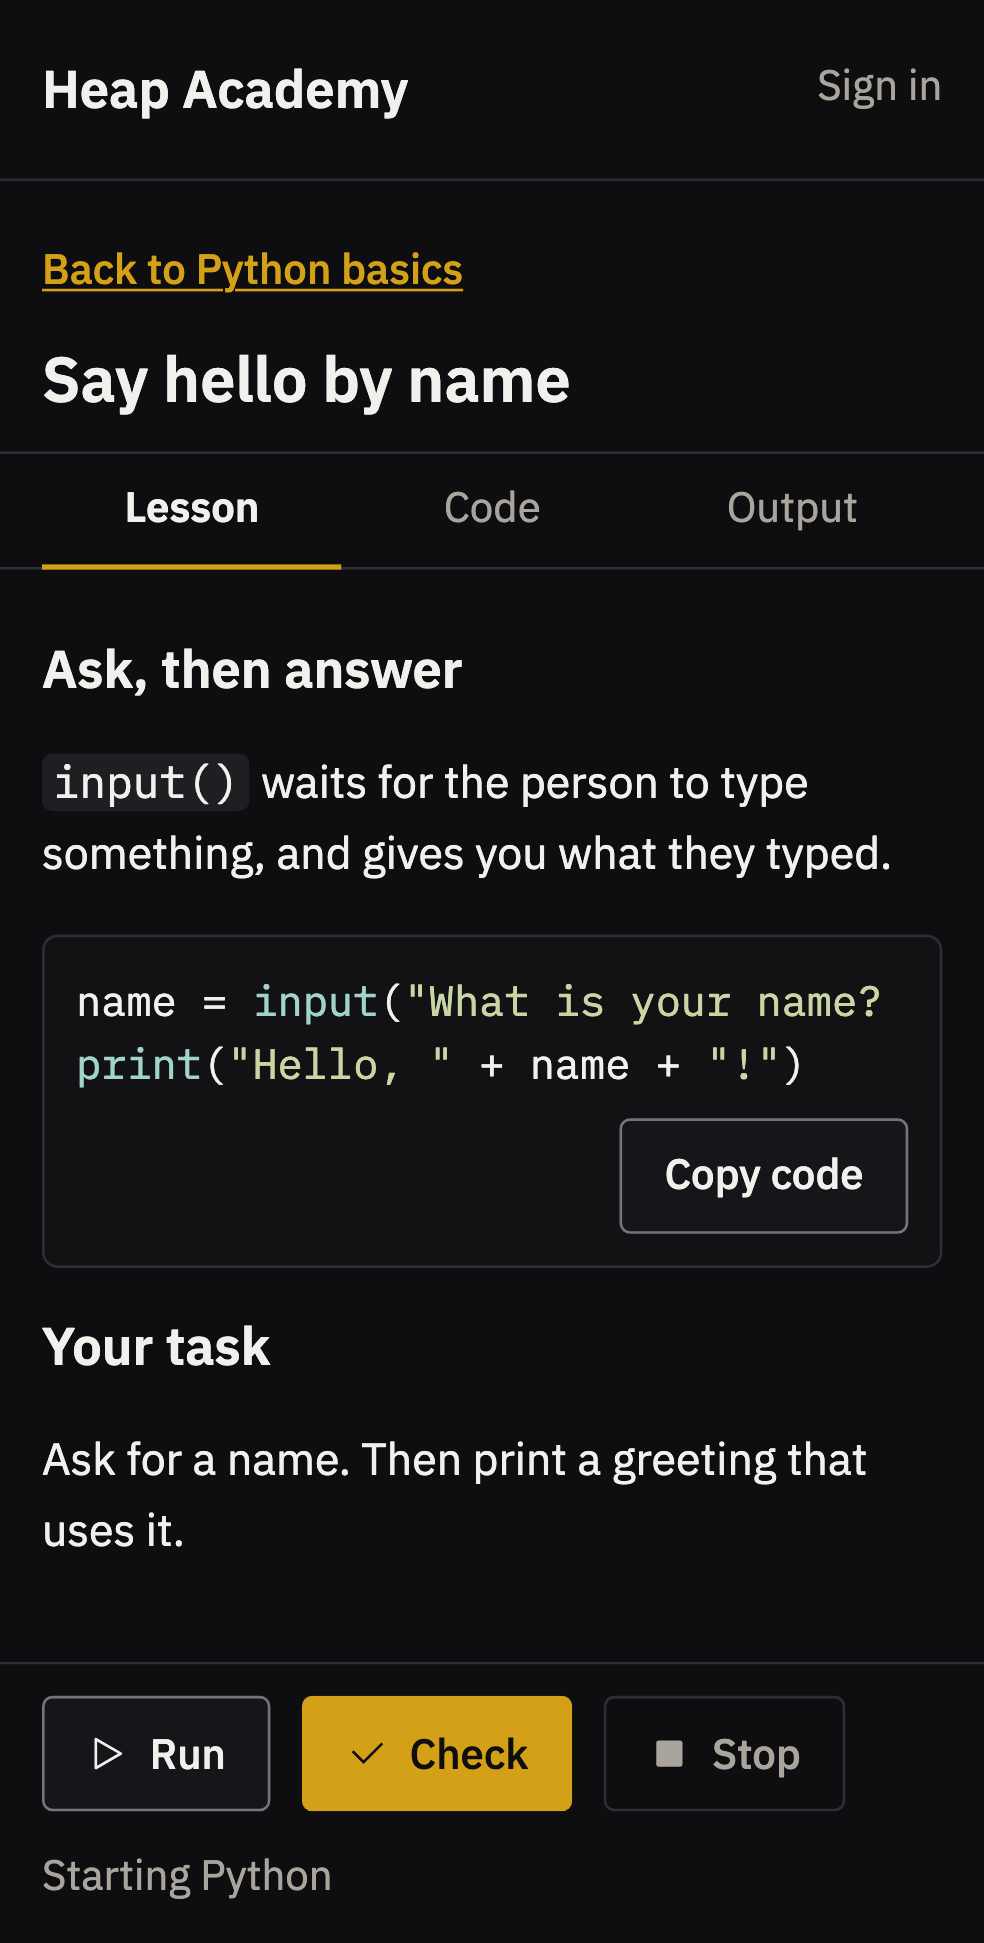 Heap Academy
Sign in
Back to Python basics
Say hello by name
Lesson
Code
Output
Ask, then answer
input() waits for the person to type
something, and gives you what they typed.
name = input("What is your name?
print("Hello, " + name + "!")
Copy code
Your task
Ask for a name. Then print a greeting that
uses it.
Run
Check
Stop
Starting Python